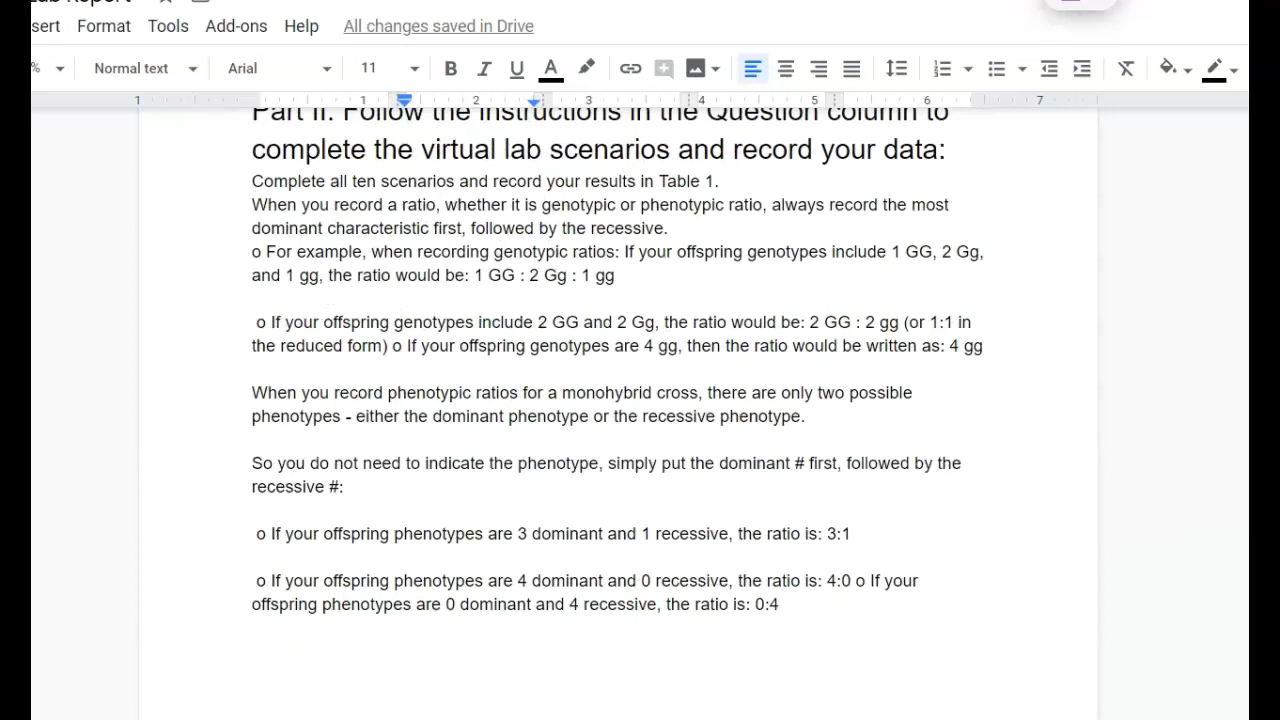 Lab Report
sert Format Tools Add-ons Help All changes saved in Drive
% Normal text Arial 11 B I U A
1 1 2 3 4 5 6 7
Part II: Follow the instructions in the Question column to
complete the virtual lab scenarios and record your data:
Complete all ten scenarios and record your results in Table 1.
When you record a ratio, whether it is genotypic or phenotypic ratio, always record the most
dominant characteristic first, followed by the recessive.
o For example, when recording genotypic ratios: If your offspring genotypes include 1 GG, 2 Gg,
and 1 gg, the ratio would be: 1 GG : 2 Gg : 1 gg
o If your offspring genotypes include 2 GG and 2 Gg, the ratio would be: 2 GG : 2 gg (or 1:1 in
the reduced form) o If your offspring genotypes are 4 gg, then the ratio would be written as: 4 gg
When you record phenotypic ratios for a monohybrid cross, there are only two possible
phenotypes - either the dominant phenotype or the recessive phenotype.
So you do not need to indicate the phenotype, simply put the dominant # first, followed by the
recessive #:
o If your offspring phenotypes are 3 dominant and 1 recessive, the ratio is: 3:1
o If your offspring phenotypes are 4 dominant and 0 recessive, the ratio is: 4:0 o If your
offspring phenotypes are 0 dominant and 4 recessive, the ratio is: 0:4